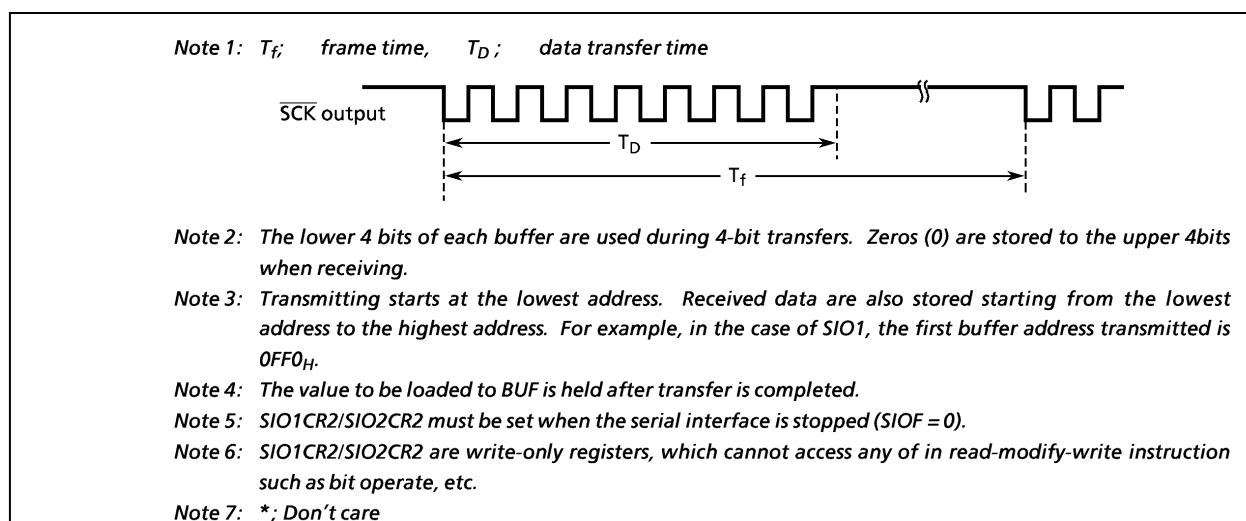 Note 1: Tf; frame time, TD ; data transfer time
SCK output
TD
Tf
Note 2: The lower 4 bits of each buffer are used during 4-bit transfers. Zeros (0) are stored to the upper 4bits
when receiving.
Note 3: Transmitting starts at the lowest address. Received data are also stored starting from the lowest
address to the highest address. For example, in the case of SIO1, the first buffer address transmitted is
0FF0H.
Note 4: The value to be loaded to BUF is held after transfer is completed.
Note 5: SIO1CR2/SIO2CR2 must be set when the serial interface is stopped (SIOF = 0).
Note 6: SIO1CR2/SIO2CR2 are write-only registers, which cannot access any of in read-modify-write instruction
such as bit operate, etc.
Note 7: *; Don't care